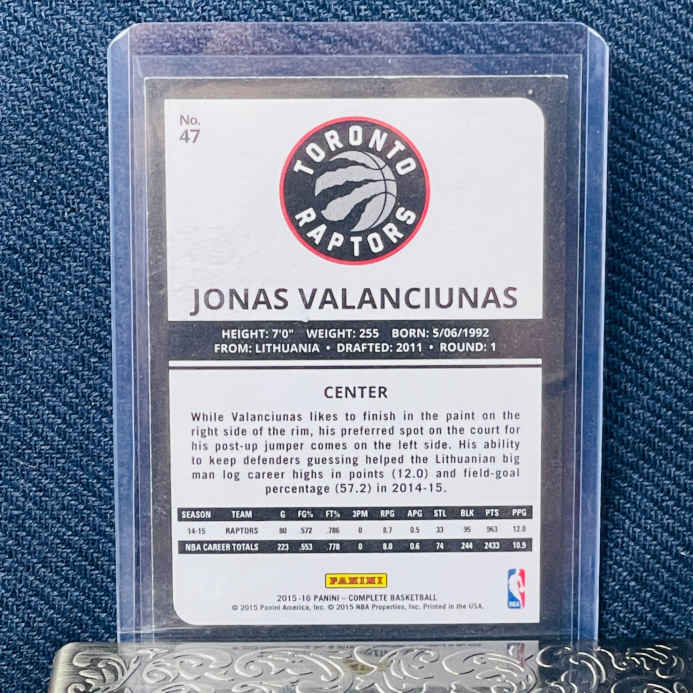 No.
47
TORONTO
RAPTORS
JONAS VALANCIUNAS
HEIGHT: 7'0" WEIGHT: 255 BORN: 5/06/1992
FROM: LITHUANIA • DRAFTED: 2011 • ROUND: 1
CENTER
While Valanciunas likes to finish in the paint on the
right side of the rim, his preferred spot on the court for
his post-up jumper comes on the left side. His ability
to keep defenders guessing helped the Lithuanian big
man log career highs in points (12.0) and field-goal
percentage (57.2) in 2014-15.
SEASON TEAM G FG% FT% 3PM RPG APG STL BLK PTS PPG
14-15 RAPTORS 80 .572 .786 0 8.7 0.5 33 95 963 12.0
NBA CAREER TOTALS 223 .553 .778 0 8.0 0.6 74 244 2433 10.9
PANINI
2015-16 PANINI – COMPLETE BASKETBALL
© 2015 Panini America, Inc. © 2015 NBA Properties, Inc. Printed in the USA.
NBA